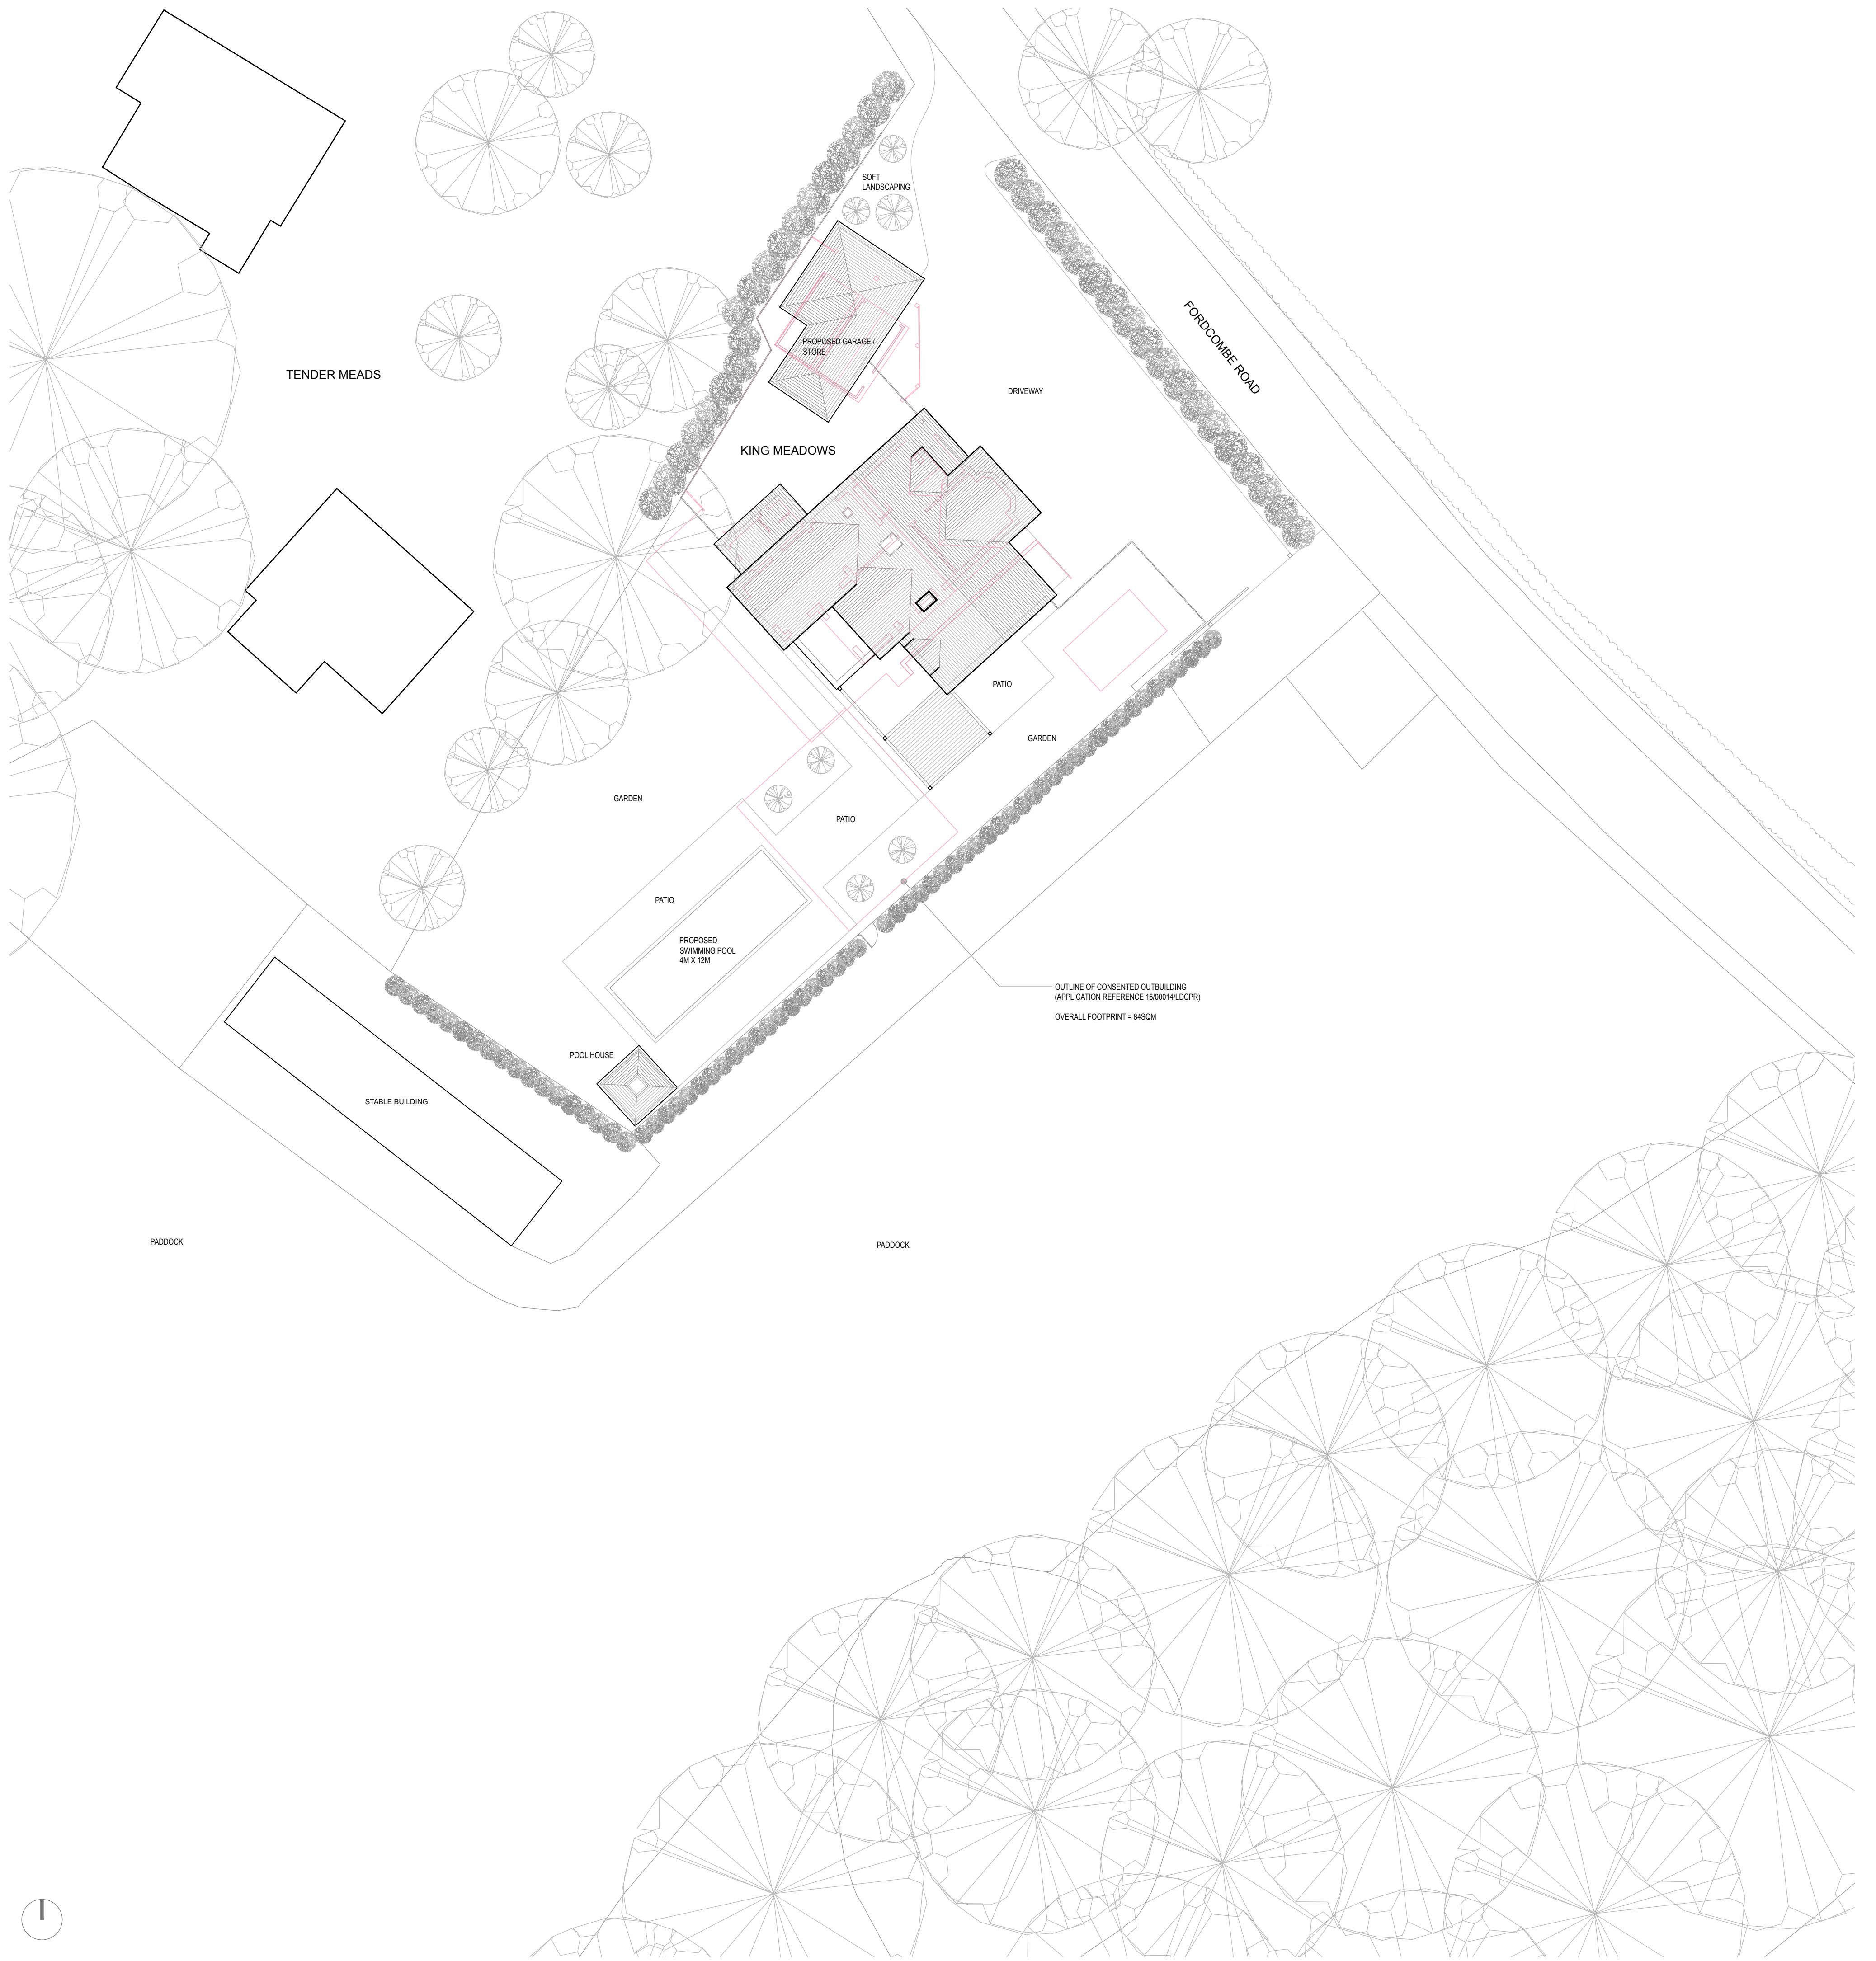 SOFT
LANDSCAPING
FORDCOMBE ROAD
PROPOSED GARAGE /
STORE
TENDER MEADS
DRIVEWAY
KING MEADOWS
PATIO
GARDEN
GARDEN
PATIO
PATIO
PROPOSED
SWIMMING POOL
4M X 12M
OUTLINE OF CONSENTED OUTBUILDING
(APPLICATION REFERENCE 16/00014/LDCPR)
OVERALL FOOTPRINT = 84SQM
POOL HOUSE
STABLE BUILDING
PADDOCK
PADDOCK